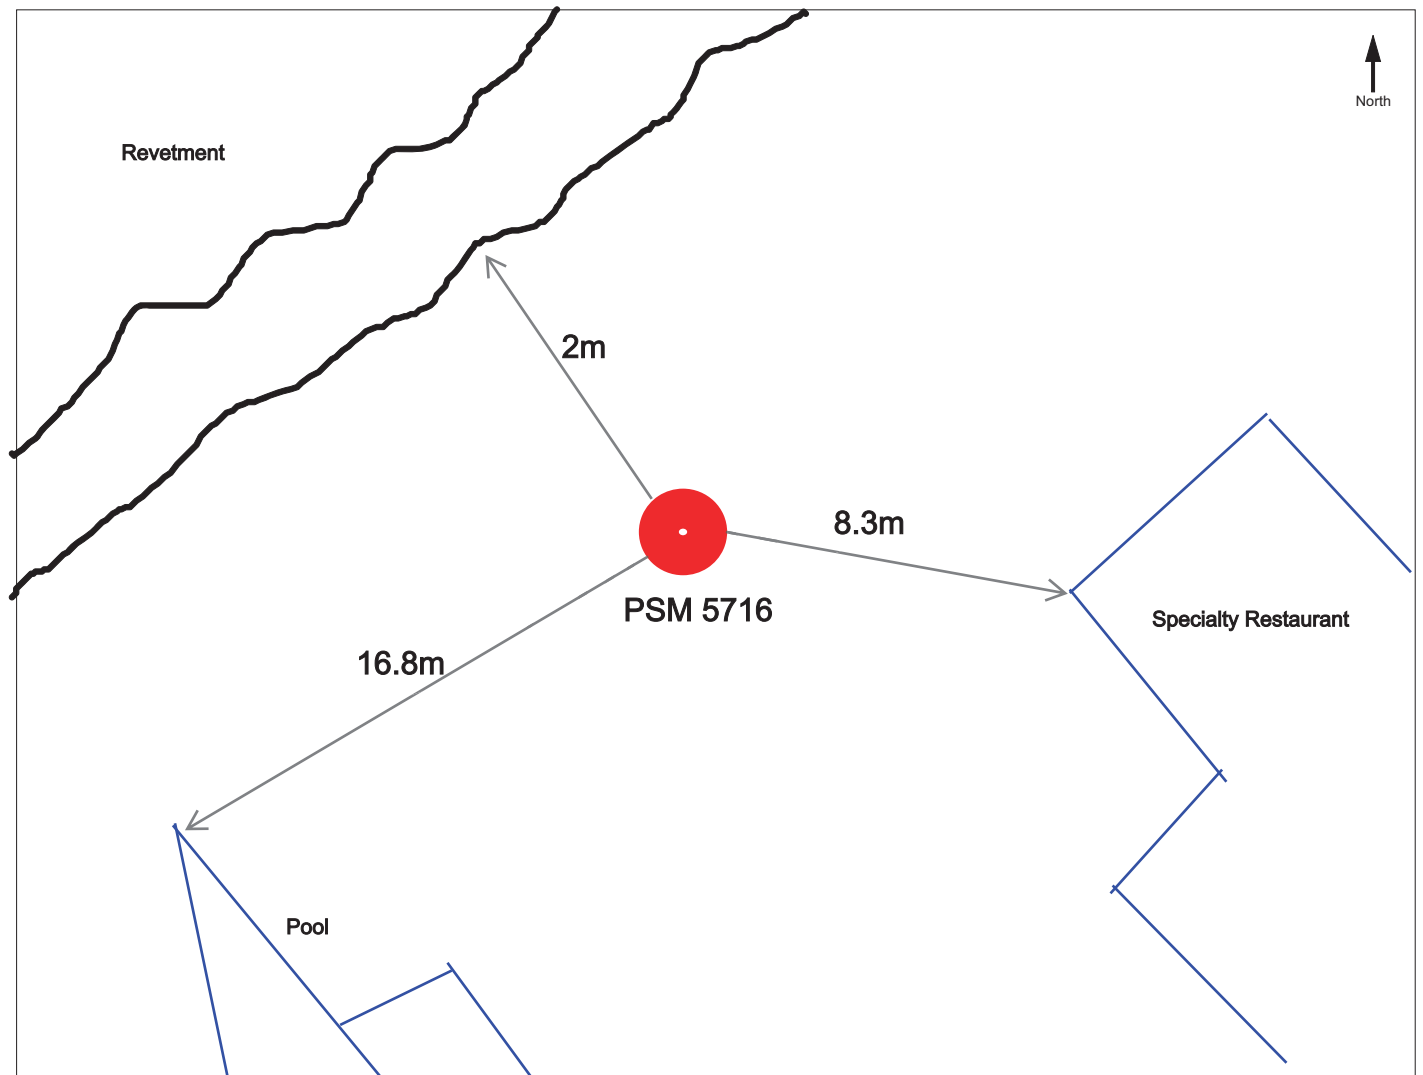 North
Revetment
2m
8.3m
PSM 5716
Specialty Restaurant
16.8m
Pool